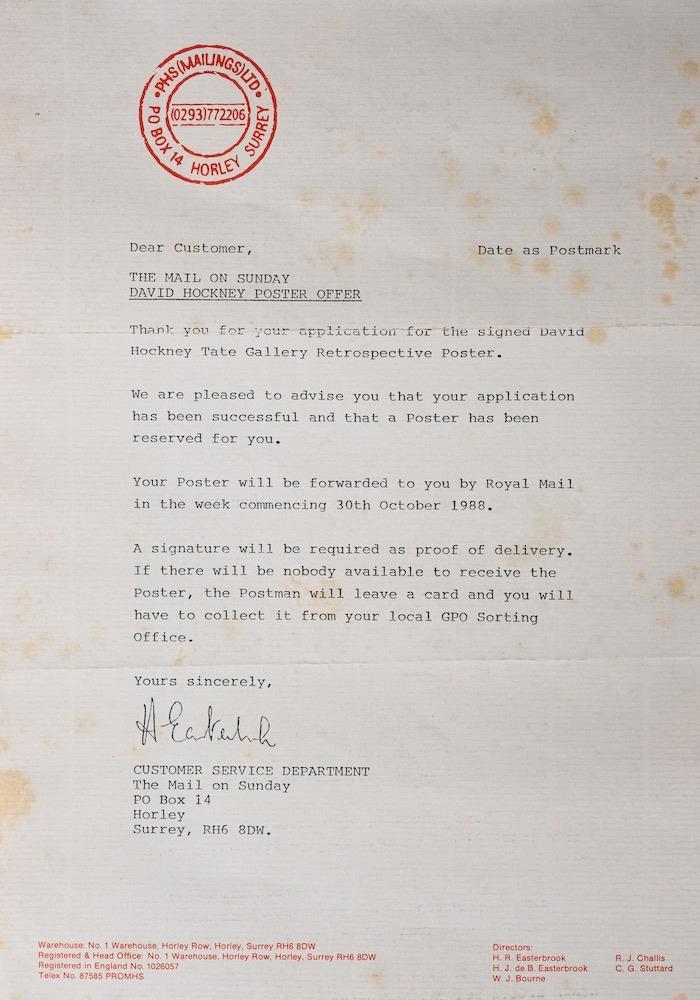 PHS(MAILINGS)LTD
(0293)772206
PO BOX 14 HORLEY SURREY
Dear Customer,
Date as Postmark
THE MAIL ON SUNDAY
DAVID HOCKNEY POSTER OFFER
Thank you for your application for the signed David
Hockney Tate Gallery Retrospective Poster.
We are pleased to advise you that your application
has been successful and that a Poster has been
reserved for you.
Your Poster will be forwarded to you by Royal Mail
in the week commencing 30th October 1988.
A signature will be required as proof of delivery.
If there will be nobody available to receive the
Poster, the Postman will leave a card and you will
have to collect it from your local GPO Sorting
Office.
Yours sincerely,
CUSTOMER SERVICE DEPARTMENT
The Mail on Sunday
PO Box 14
Horley
Surrey, RH6 8DW.
Warehouse: No. 1 Warehouse, Horley Row, Horley, Surrey RH6 8DW
Registered & Head Office: No. 1 Warehouse, Horley Row, Horley, Surrey RH6 8DW
Registered in England No. 1026057
Telex No. 87585 PROMHS
Directors:
H. R. Easterbrook
R. J. Challis
H. J. de B. Easterbrook
C. G. Stuttard
W. J. Bourne